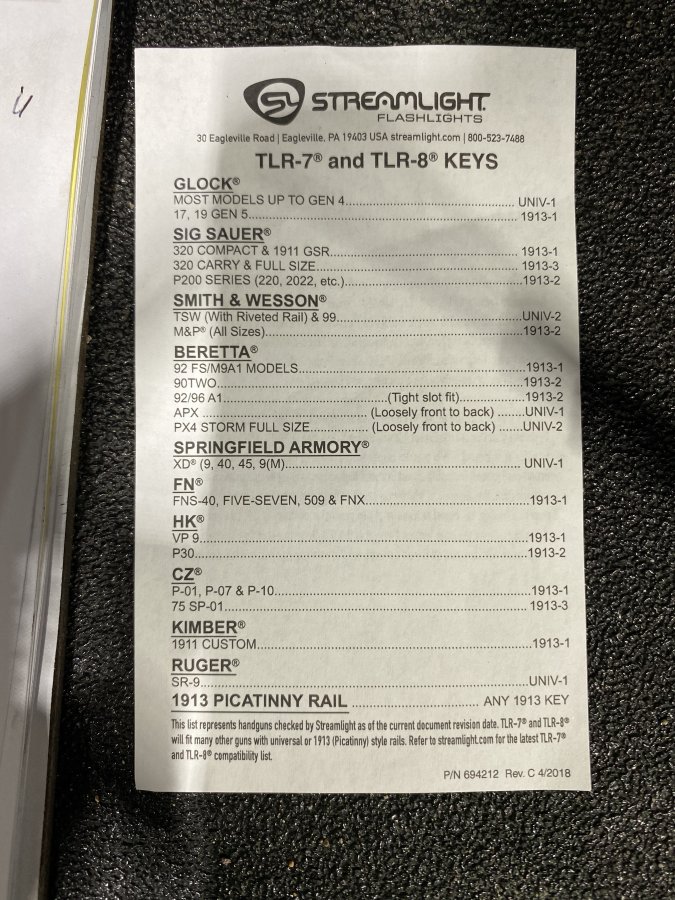 STREAMLIGHT®
FLASHLIGHTS
30 Eagleville Road | Eagleville, PA 19403 USA streamlight.com | 800-523-7488
TLR-7® and TLR-8® KEYS
GLOCK®
MOST MODELS UP TO GEN 4........................................ UNIV-1
17, 19 GEN 5................................................................1913-1
SIG SAUER®
320 COMPACT & 1911 GSR........................................... 1913-1
320 CARRY & FULL SIZE............................................... 1913-3
P200 SERIES (220, 2022, etc.).......................................1913-2
SMITH & WESSON®
TSW (With Riveted Rail) & 99........................................UNIV-2
M&P® (All Sizes)...........................................................1913-2
BERETTA®
92 FS/M9A1 MODELS...................................................1913-1
90TWO.........................................................................1913-2
92/96 A1.....................................(Tight slot fit)...............1913-2
APX .....................................(Loosely front to back) .......UNIV-1
PX4 STORM FULL SIZE.............. (Loosely front to back) .......UNIV-2
SPRINGFIELD ARMORY®
XD® (9, 40, 45, 9(M)..................................................... UNIV-1
FN®
FNS-40, FIVE-SEVEN, 509 & FNX....................................1913-1
HK®
VP 9.............................................................................1913-1
P30..............................................................................1913-2
CZ®
P-01, P-07 & P-10.........................................................1913-1
75 SP-01......................................................................1913-3
KIMBER®
1911 CUSTOM..............................................................1913-1
RUGER®
SR-9............................................................................UNIV-1
1913 PICATINNY RAIL ............................ ANY 1913 KEY
This list represents handguns checked by Streamlight as of the current document revision date. TLR-7® and TLR-8®
will fit many other guns with universal or 1913 (Picatinny) style rails. Refer to streamlight.com for the latest TLR-7®
and TLR-8® compatibility list.
P/N 694212 Rev. C 4/2018